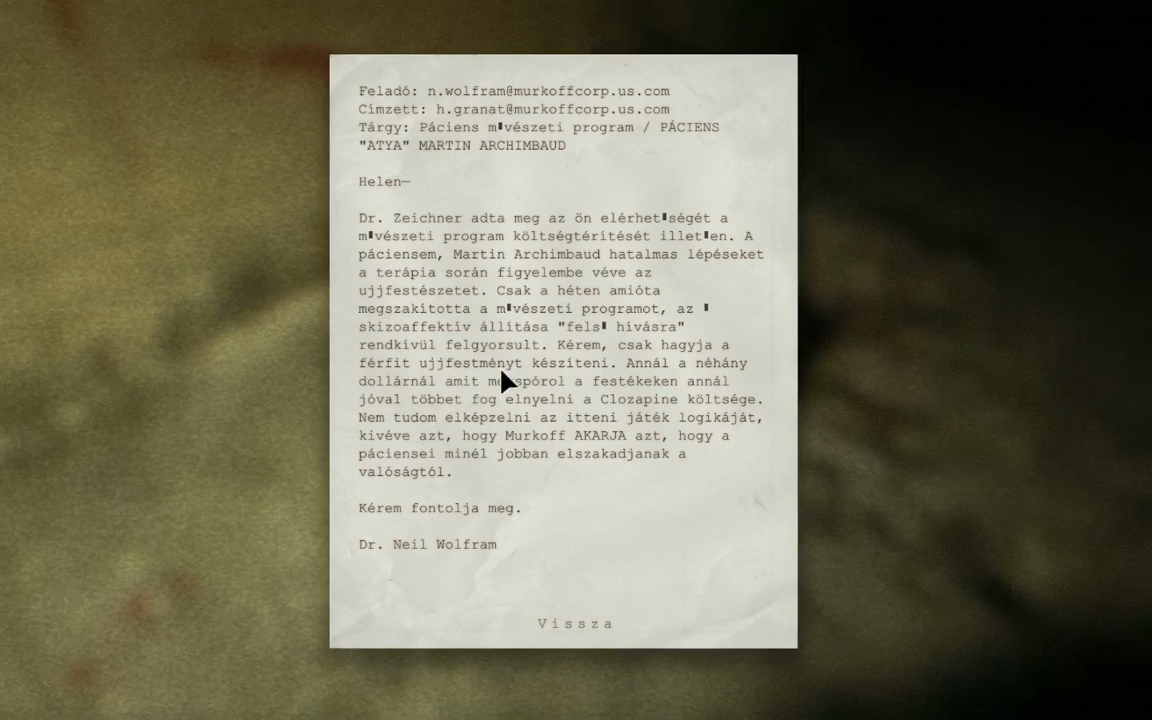 Feladó: n.wolfram@murkoffcorp.us.com
Címzett: h.granat@murkoffcorp.us.com
Tárgy: Páciens m▮vészeti program / PÁCIENS
"ATYA" MARTIN ARCHIMBAUD
Helen—
Dr. Zeichner adta meg az ön elérhet▮ségét a
m▮vészeti program költségtérítését illet▮en. A
páciensem, Martin Archimbaud hatalmas lépéseket
a terápia során figyelembe véve az
ujjfestészetet. Csak a héten amióta
megszakította a m▮vészeti programot, az ▮
skizoaffektív állítása "fels▮ hívásra"
rendkívül felgyorsult. Kérem, csak hagyja a
férfit ujjfestményt készíteni. Annál a néhány
dollárnál amit megspórol a festékeken annál
jóval többet fog elnyelni a Clozapine költsége.
Nem tudom elképzelni az itteni játék logikáját,
kivéve azt, hogy Murkoff AKARJA azt, hogy a
páciensei minél jobban elszakadjanak a
valóságtól.
Kérem fontolja meg.
Dr. Neil Wolfram
Vissza